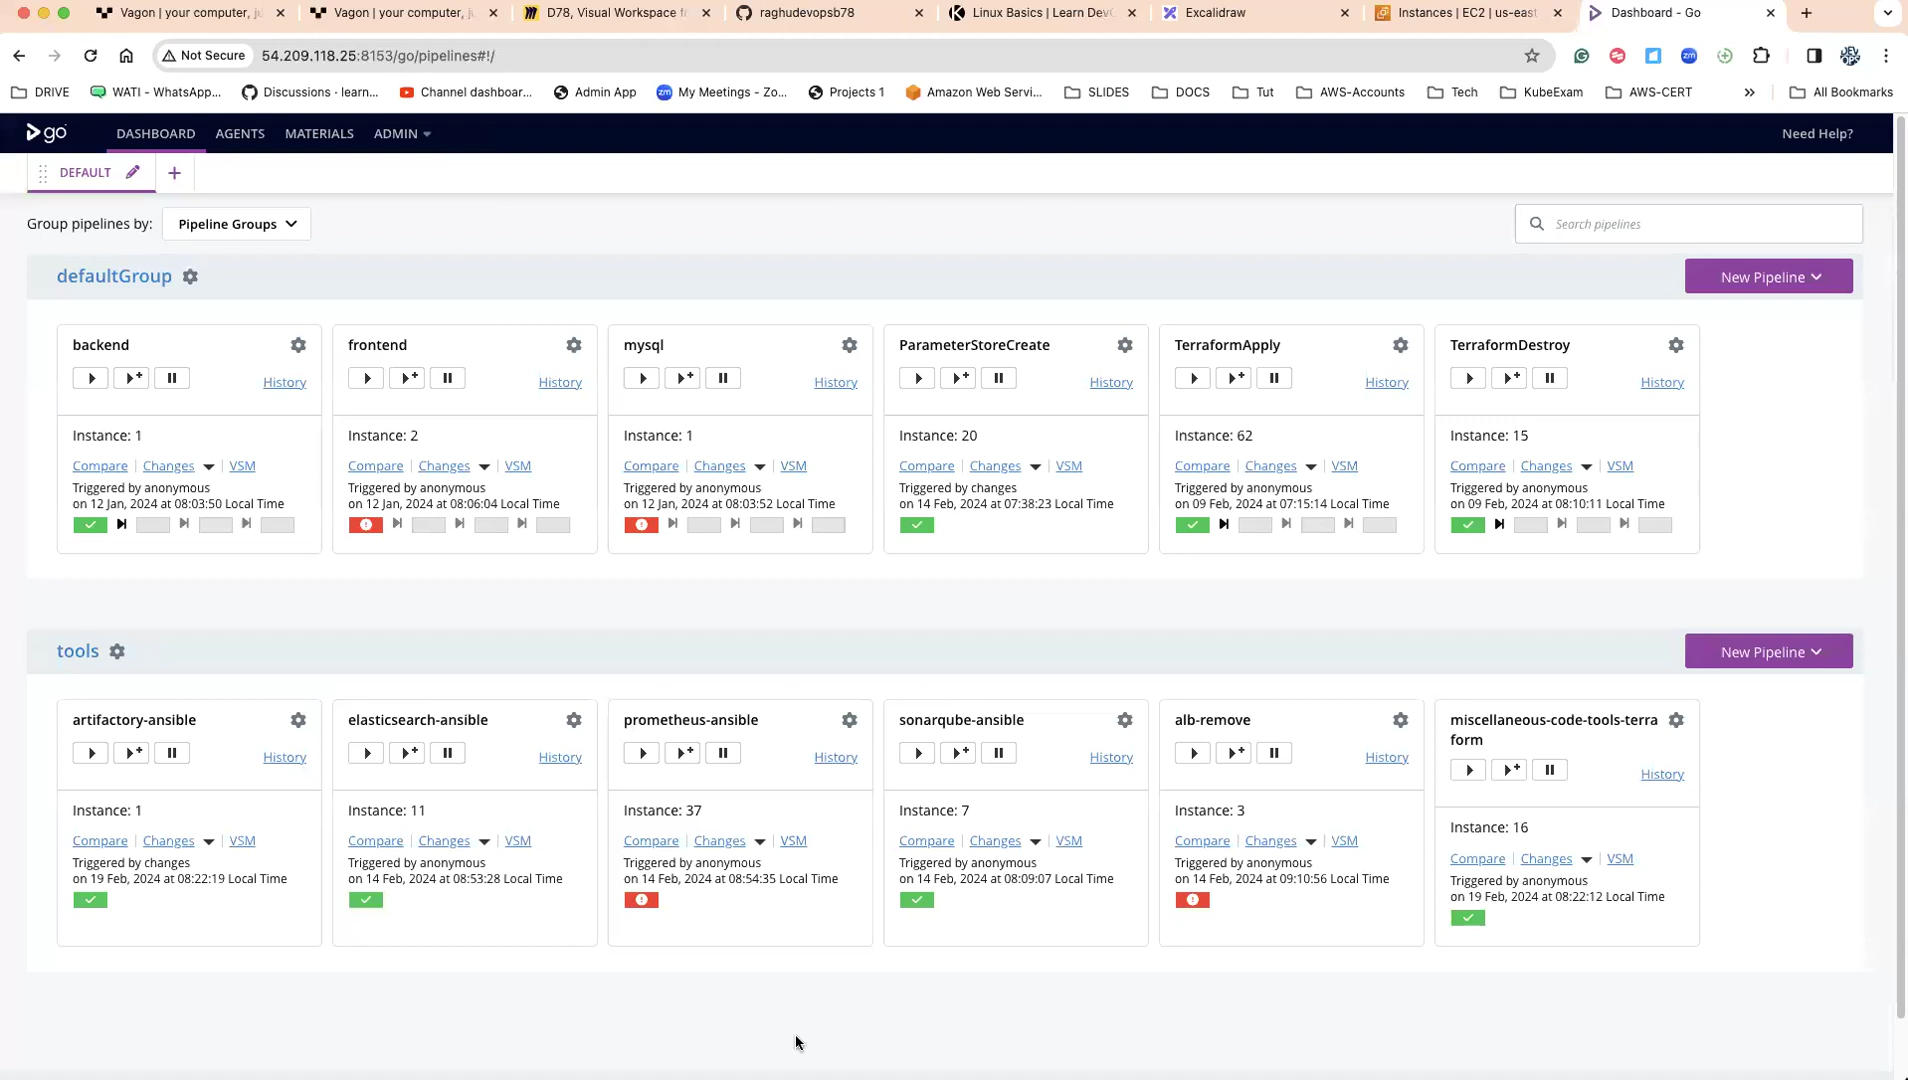 Vagon | your computer, ju
Vagon | your computer, ju
D78, Visual Workspace f
raghudevopsb78
Linux Basics | Learn DevO
Excalidraw
Instances | EC2 | us-east
Dashboard - Go
Not Secure 54.209.118.25:8153/go/pipelines#!/
DRIVE
WATI - WhatsApp...
Discussions · learn...
Channel dashboar...
Admin App
My Meetings - Zo...
Projects 1
Amazon Web Servi...
SLIDES
DOCS
Tut
AWS-Accounts
Tech
KubeExam
AWS-CERT
All Bookmarks
go DASHBOARD AGENTS MATERIALS ADMIN Need Help?
DEFAULT +
Group pipelines by: Pipeline Groups Search pipelines
defaultGroup New Pipeline
backend
History
Instance: 1
Compare | Changes | VSM
Triggered by anonymous
on 12 Jan, 2024 at 08:03:50 Local Time
frontend
History
Instance: 2
Compare | Changes | VSM
Triggered by anonymous
on 12 Jan, 2024 at 08:06:04 Local Time
mysql
History
Instance: 1
Compare | Changes | VSM
Triggered by anonymous
on 12 Jan, 2024 at 08:03:52 Local Time
ParameterStoreCreate
History
Instance: 20
Compare | Changes | VSM
Triggered by changes
on 14 Feb, 2024 at 07:38:23 Local Time
TerraformApply
History
Instance: 62
Compare | Changes | VSM
Triggered by anonymous
on 09 Feb, 2024 at 07:15:14 Local Time
TerraformDestroy
History
Instance: 15
Compare | Changes | VSM
Triggered by anonymous
on 09 Feb, 2024 at 08:10:11 Local Time
tools New Pipeline
artifactory-ansible
History
Instance: 1
Compare | Changes | VSM
Triggered by changes
on 19 Feb, 2024 at 08:22:19 Local Time
elasticsearch-ansible
History
Instance: 11
Compare | Changes | VSM
Triggered by anonymous
on 14 Feb, 2024 at 08:53:28 Local Time
prometheus-ansible
History
Instance: 37
Compare | Changes | VSM
Triggered by anonymous
on 14 Feb, 2024 at 08:54:35 Local Time
sonarqube-ansible
History
Instance: 7
Compare | Changes | VSM
Triggered by anonymous
on 14 Feb, 2024 at 08:09:07 Local Time
alb-remove
History
Instance: 3
Compare | Changes | VSM
Triggered by anonymous
on 14 Feb, 2024 at 09:10:56 Local Time
miscellaneous-code-tools-terra
form
History
Instance: 16
Compare | Changes | VSM
Triggered by anonymous
on 19 Feb, 2024 at 08:22:12 Local Time